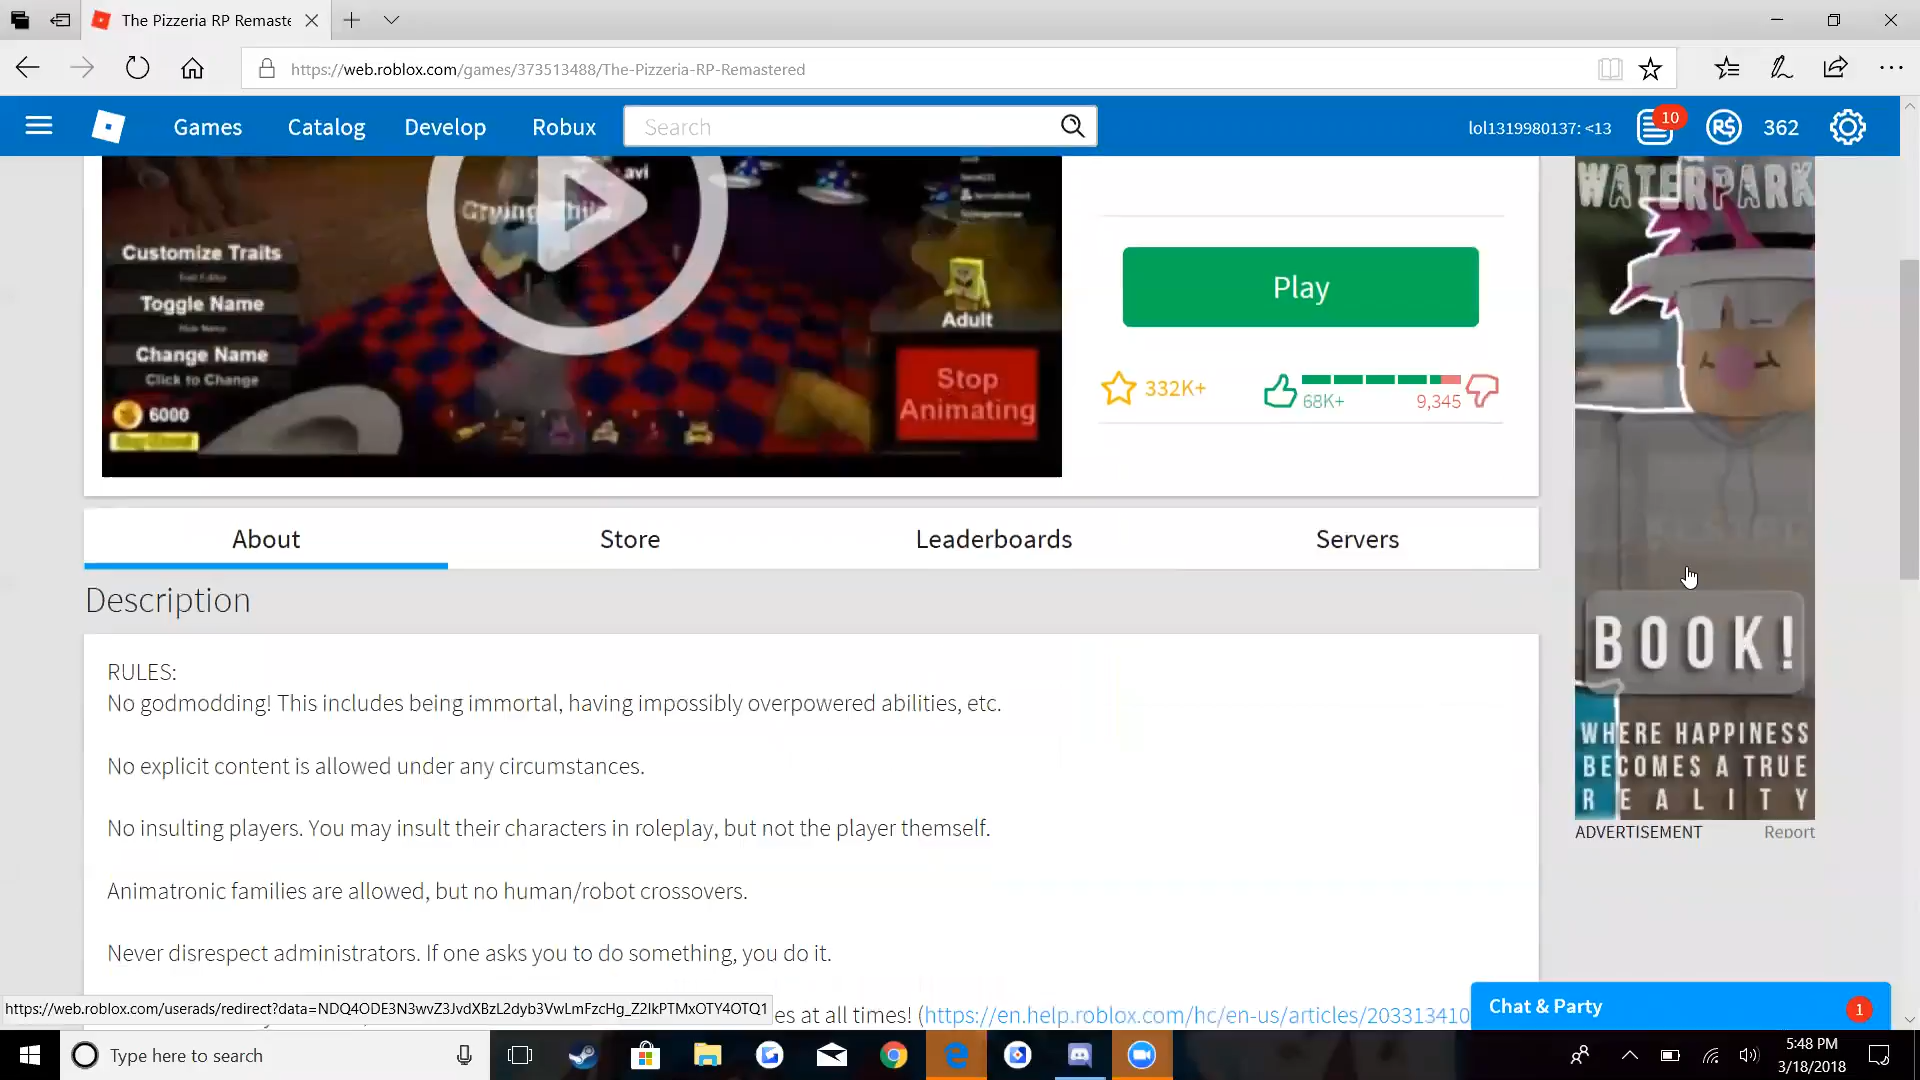 The Pizzeria RP Remaste
https://web.roblox.com/games/373513488/The-Pizzeria-RP-Remastered
Games
Catalog
Develop
Robux
Search
lol1319980137: <13
10
R$
362
avi
Crying Child
Customize Traits
Toggle Name
Hide Name
Change Name
Click to Change
6000
Adult
Stop
Animating
Play
332K+
68K+
9,345
WATERPARK
BOOK!
WHERE HAPPINESS
BECOMES A TRUE
REALITY
ADVERTISEMENT
Report
About
Store
Leaderboards
Servers
Description
RULES:
No godmodding! This includes being immortal, having impossibly overpowered abilities, etc.
No explicit content is allowed under any circumstances.
No insulting players. You may insult their characters in roleplay, but not the player themself.
Animatronic families are allowed, but no human/robot crossovers.
Never disrespect administrators. If one asks you to do something, you do it.
es at all times! (https://en.help.roblox.com/hc/en-us/articles/203313410
https://web.roblox.com/userads/redirect?data=NDQ4ODE3N3wvZ3JvdXBzL2dyb3VwLmFzcHg_Z2lkPTMxOTY4OTQ1
Chat & Party
1
Type here to search
5:48 PM
3/18/2018